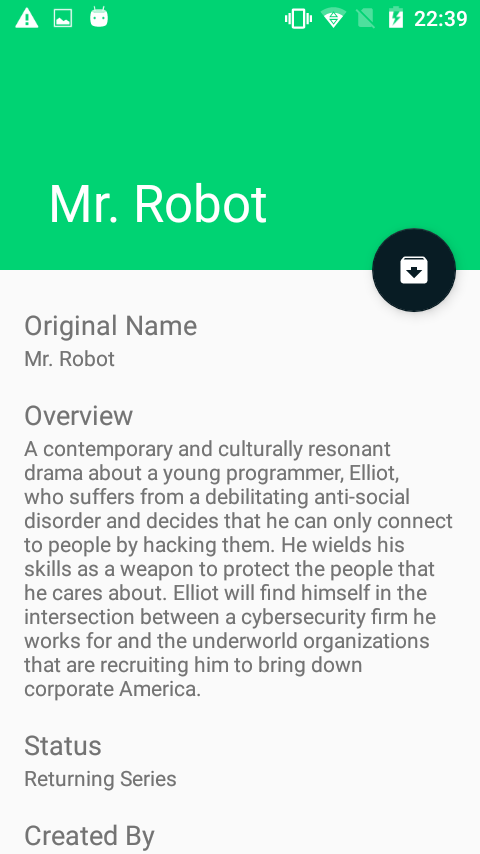 22:39
Mr. Robot
Original Name
Mr. Robot
Overview
A contemporary and culturally resonant
drama about a young programmer, Elliot,
who suffers from a debilitating anti-social
disorder and decides that he can only connect
to people by hacking them. He wields his
skills as a weapon to protect the people that
he cares about. Elliot will find himself in the
intersection between a cybersecurity firm he
works for and the underworld organizations
that are recruiting him to bring down
corporate America.
Status
Returning Series
Created By